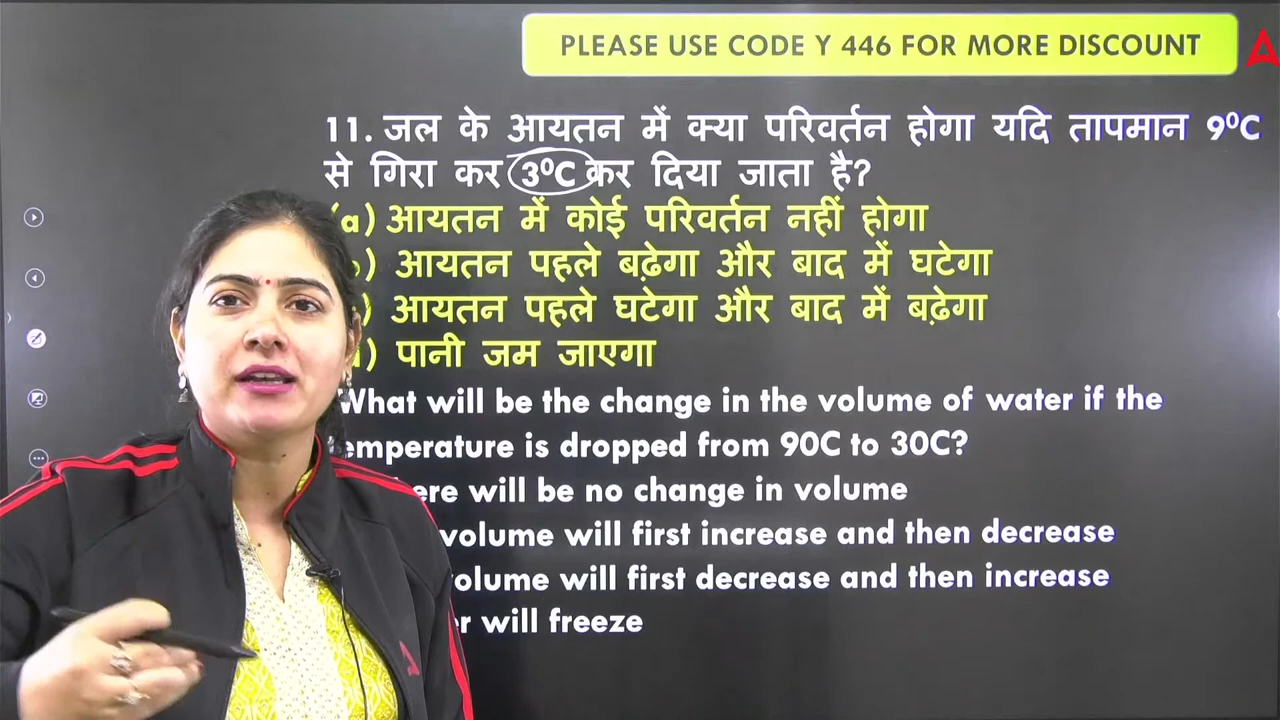 PLEASE USE CODE Y 446 FOR MORE DISCOUNT
11. जल के आयतन में क्या परिवर्तन होगा यदि तापमान 9⁰C
से गिरा कर 3⁰C कर दिया जाता है?
(a) आयतन में कोई परिवर्तन नहीं होगा
) आयतन पहले बढ़ेगा और बाद में घटेगा
) आयतन पहले घटेगा और बाद में बढ़ेगा
) पानी जम जाएगा
What will be the change in the volume of water if the
temperature is dropped from 90C to 30C?
will be no change in volume
volume will first increase and then decrease
volume will first decrease and then increase
will freeze